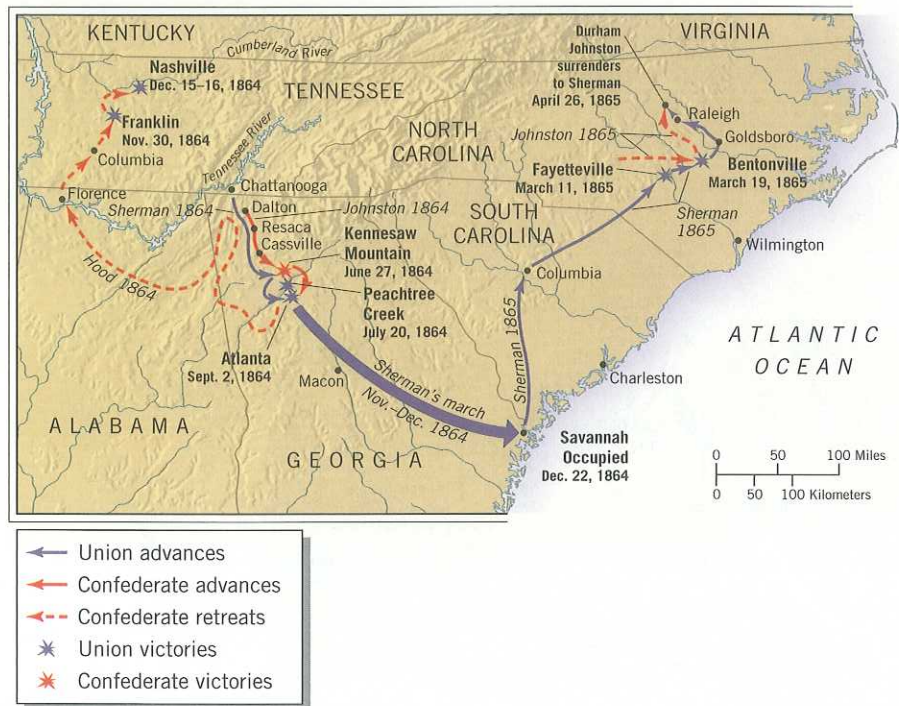 KENTUCKY
Cumberland River
VIRGINIA
Durham
Johnston
surrenders
to Sherman
April 26, 1865
Nashville
Dec. 15–16, 1864
TENNESSEE
Franklin
Nov. 30, 1864
Columbia
Tennessee River
NORTH
CAROLINA
Raleigh
Johnston 1865
Goldsboro
Fayetteville
March 11, 1865
Bentonville
March 19, 1865
Florence
Chattanooga
Sherman 1864
Dalton
Johnston 1864
Resaca
Cassville
SOUTH
CAROLINA
Sherman
1865
Wilmington
Kennesaw
Mountain
June 27, 1864
Columbia
Hood 1864
Peachtree
Creek
July 20, 1864
Atlanta
Sept. 2, 1864
Sherman 1865
ATLANTIC
OCEAN
Macon
Sherman's march
Nov.–Dec. 1864
Charleston
ALABAMA
GEORGIA
Savannah
Occupied
Dec. 22, 1864
0 50 100 Miles
0 50 100 Kilometers
Union advances
Confederate advances
Confederate retreats
Union victories
Confederate victories